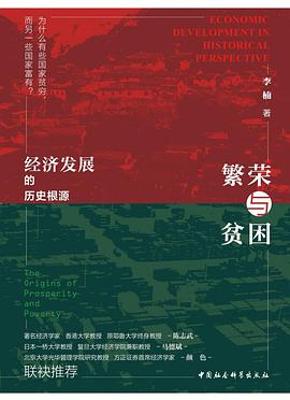 为什么有些国家贫穷，
而另一些国家富有？
ECONOMIC
DEVELOPMENT IN
HISTORICAL
PERSPECTIVE
李楠 著
经济发展
的
历史根源
繁荣
与
贫困
The
Origins of
Prosperity
and
Poverty
著名经济学家 香港大学教授 原耶鲁大学终身教授 -陈志武-
日本一桥大学教授 复旦大学经济学院兼职教授 -马德斌-
北京大学光华管理学院研究教授 方正证券首席经济学家 -颜 色-
联袂推荐
中国社会科学出版社